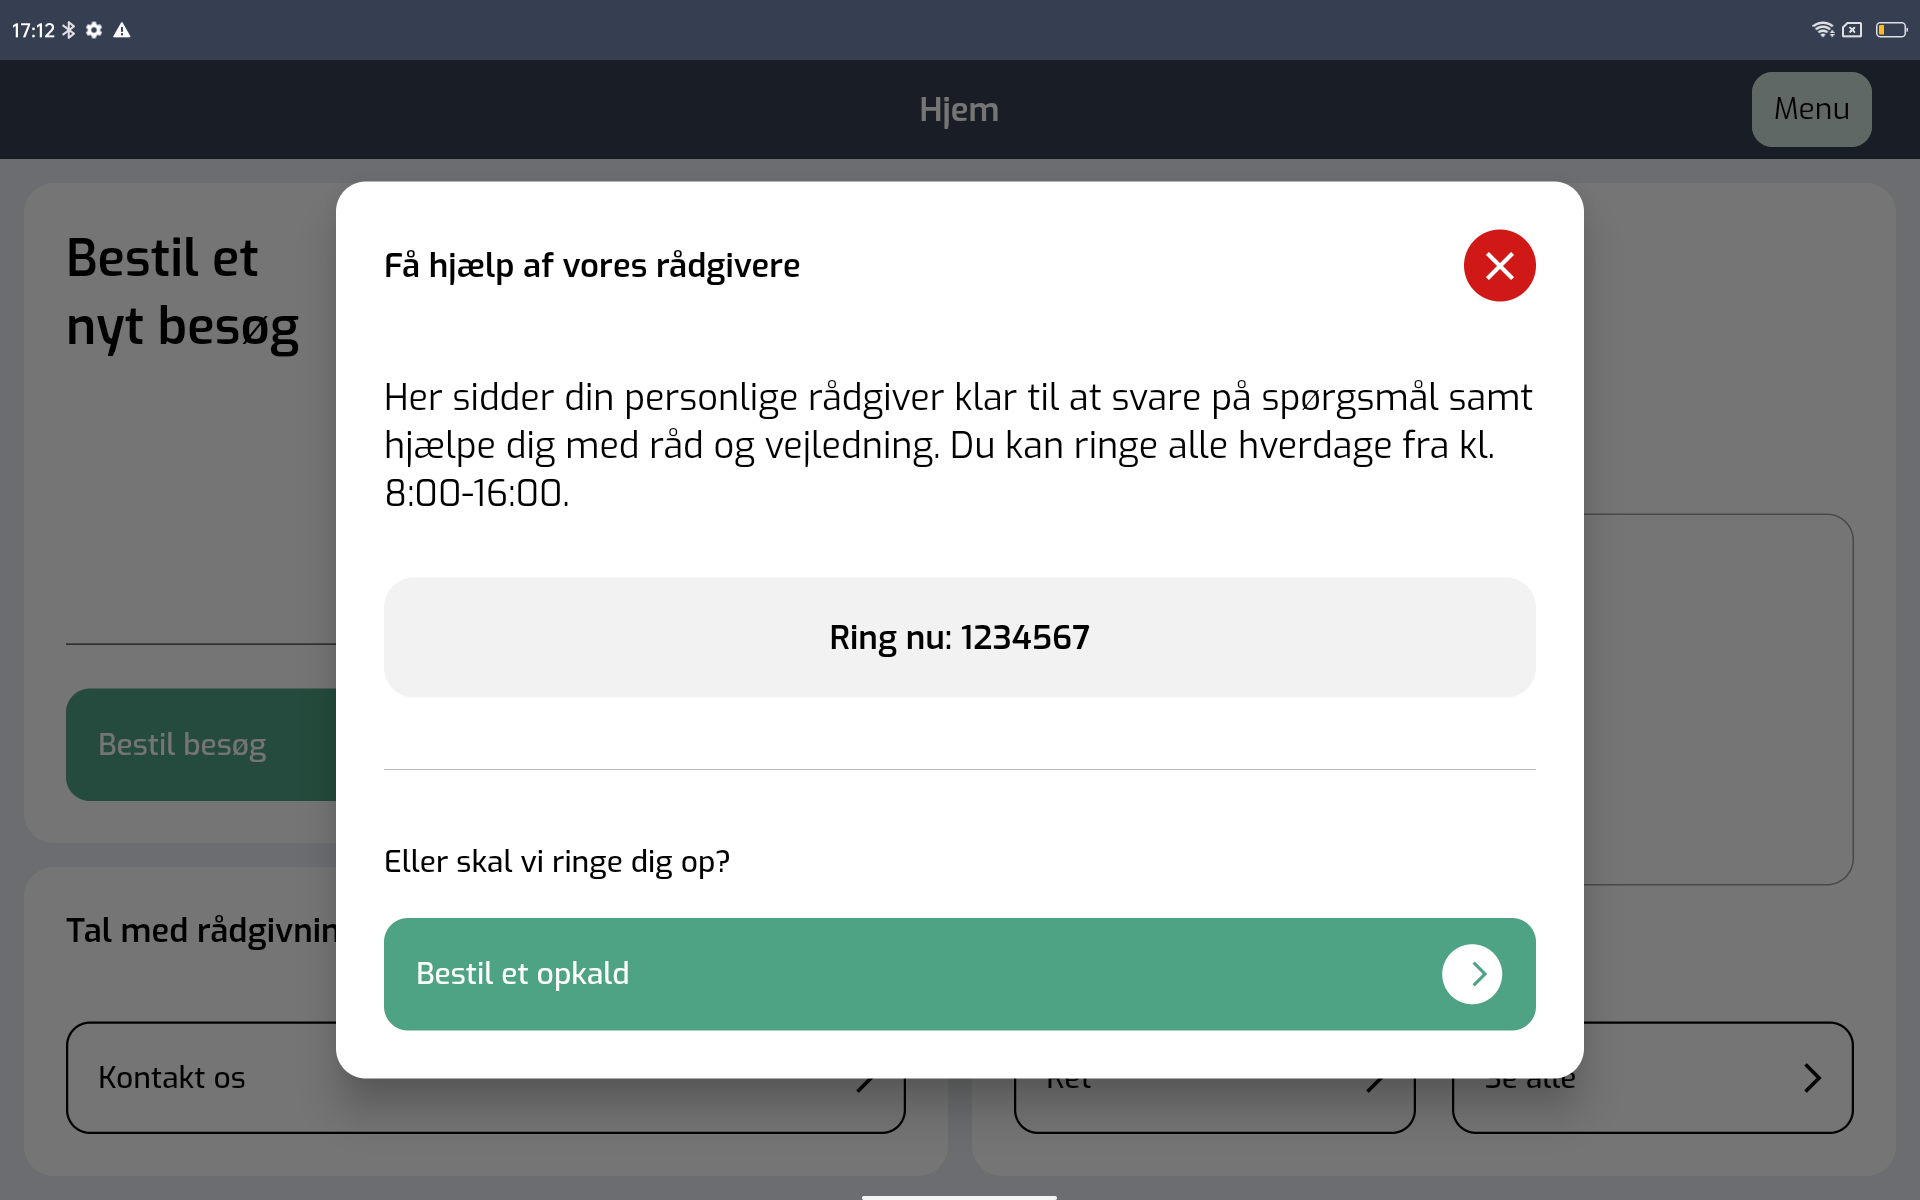 17:12
Hjem
Menu
Bestil et
nyt besøg
Bestil besøg
Tal med rådgivnin
Kontakt os
Ret
Se alle
Få hjælp af vores rådgivere
Her sidder din personlige rådgiver klar til at svare på spørgsmål samt
hjælpe dig med råd og vejledning. Du kan ringe alle hverdage fra kl.
8:00-16:00.
Ring nu: 1234567
Eller skal vi ringe dig op?
Bestil et opkald